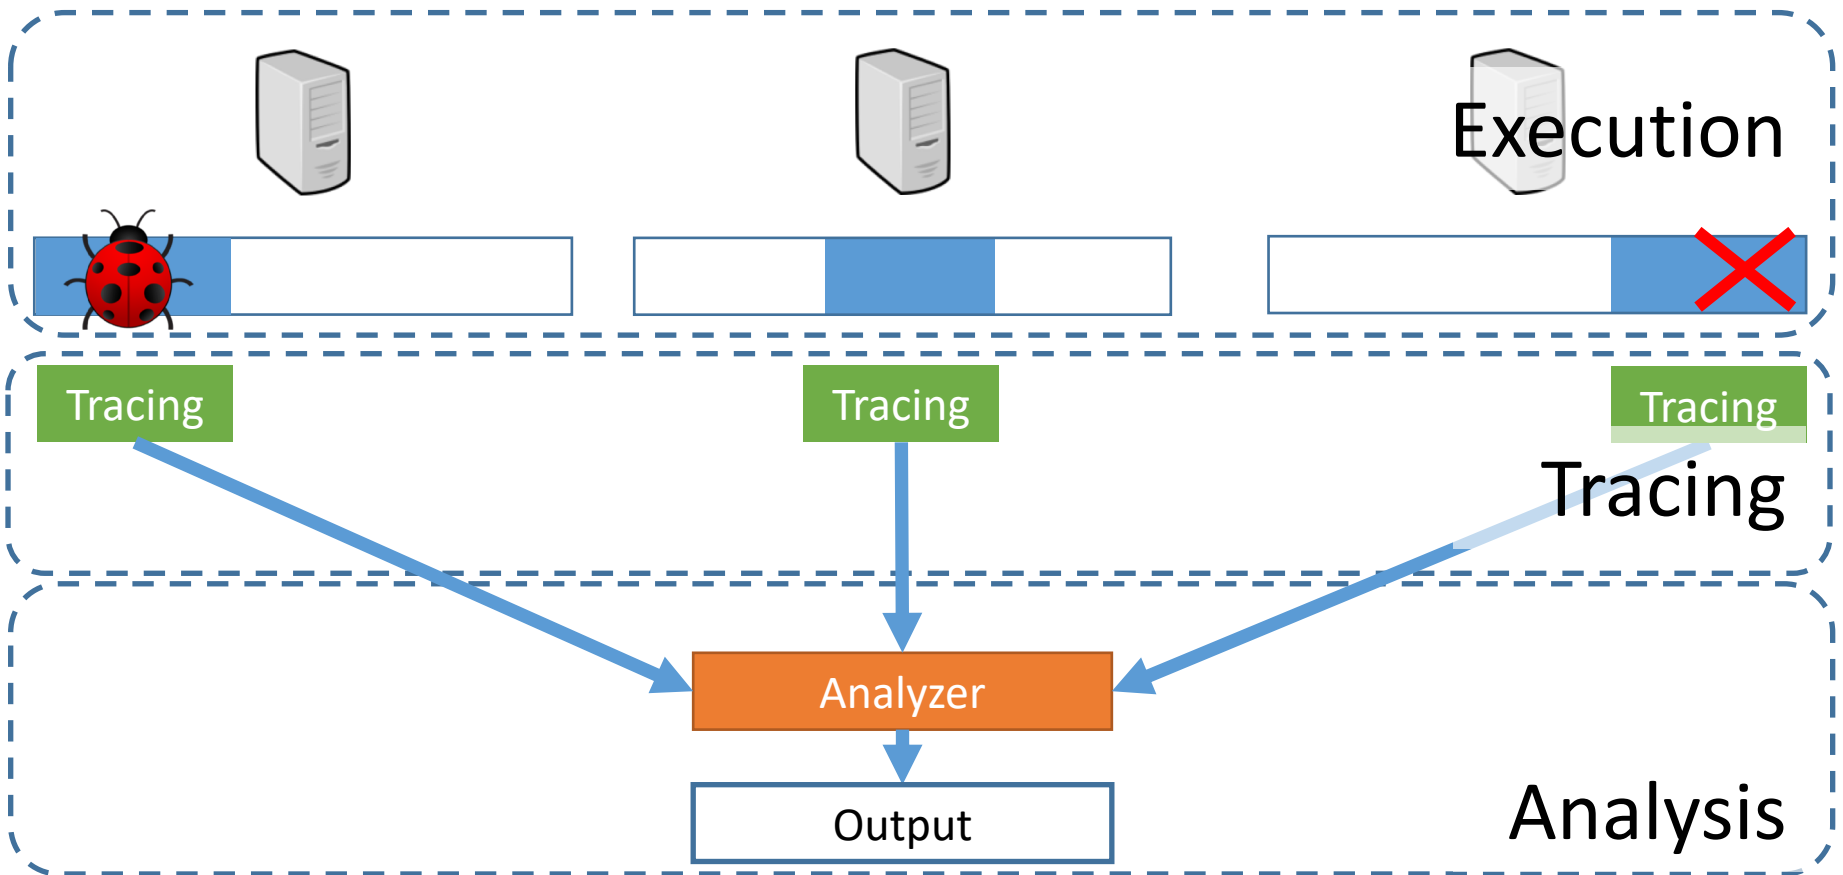 Execution
Tracing
Tracing
Tracing
Tracing
Analyzer
Output
Analysis